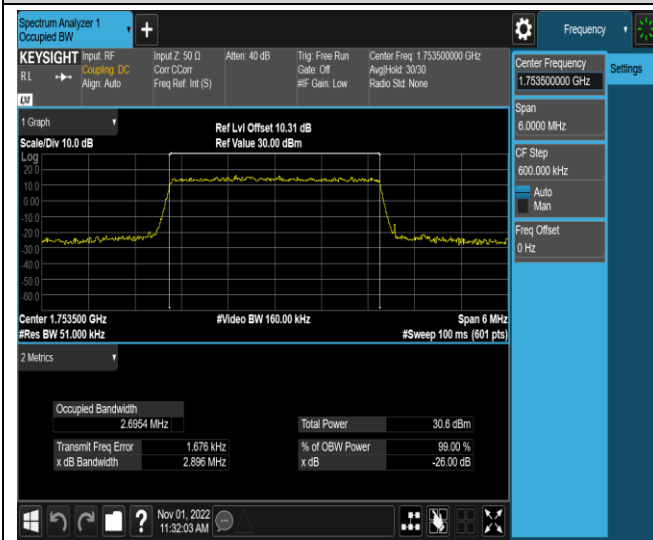 Spectrum Analyzer 1
Occupied BW
+
Frequency
KEYSIGHT
RL
Input: RF
Coupling: DC
Align: Auto
Input Z: 50 Ω
Corr CCorr
Freq Ref: Int (S)
Atten: 40 dB
Trig: Free Run
Gate: Off
#IF Gain: Low
Center Freq: 1.753500000 GHz
Avg|Hold: 30/30
Radio Std: None
LXI
Center Frequency
1.753500000 GHz
Settings
Span
6.0000 MHz
CF Step
600.000 kHz
Auto
Man
Freq Offset
0 Hz
1 Graph
Ref Lvl Offset 10.31 dB
Scale/Div 10.0 dB
Ref Value 30.00 dBm
Log
20.0
10.0
0.00
-10.0
-20.0
-30.0
-40.0
-50.0
-60.0
Center 1.753500 GHz
#Video BW 160.00 kHz
Span 6 MHz
#Res BW 51.000 kHz
#Sweep 100 ms (601 pts)
2 Metrics
Occupied Bandwidth
2.6954 MHz
Total Power 30.6 dBm
Transmit Freq Error 1.676 kHz
% of OBW Power 99.00 %
x dB Bandwidth 2.896 MHz
x dB -26.00 dB
?
Nov 01, 2022
11:32:03 AM